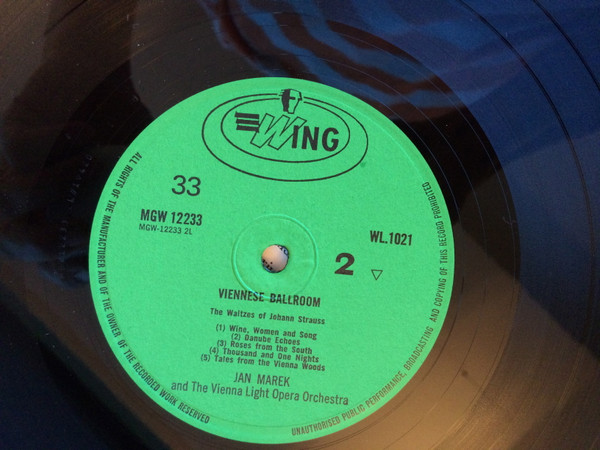 WING
33
MGW 12233
MGW-12233 2L
WL.1021
2
VIENNESE BALLROOM
The Waltzes of Johann Strauss
(1) Wine, Women and Song
(2) Danube Echoes
(3) Roses from the South
(4) Thousand and One Nights
(5) Tales from the Vienna Woods
JAN MAREK
and The Vienna Light Opera Orchestra
ALL RIGHTS OF THE MANUFACTURER AND OF THE OWNER OF THE RECORDED WORK RESERVED
UNAUTHORISED PUBLIC PERFORMANCE, BROADCASTING AND COPYING OF THIS RECORD PROHIBITED